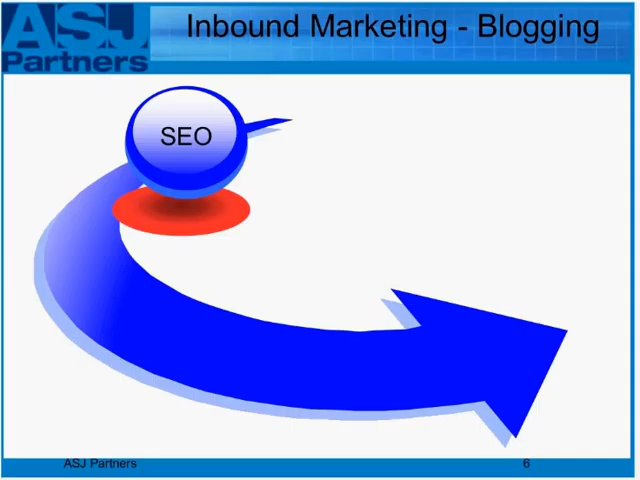 ASJ
Partners
Inbound Marketing - Blogging
SEO
ASJ Partners
6